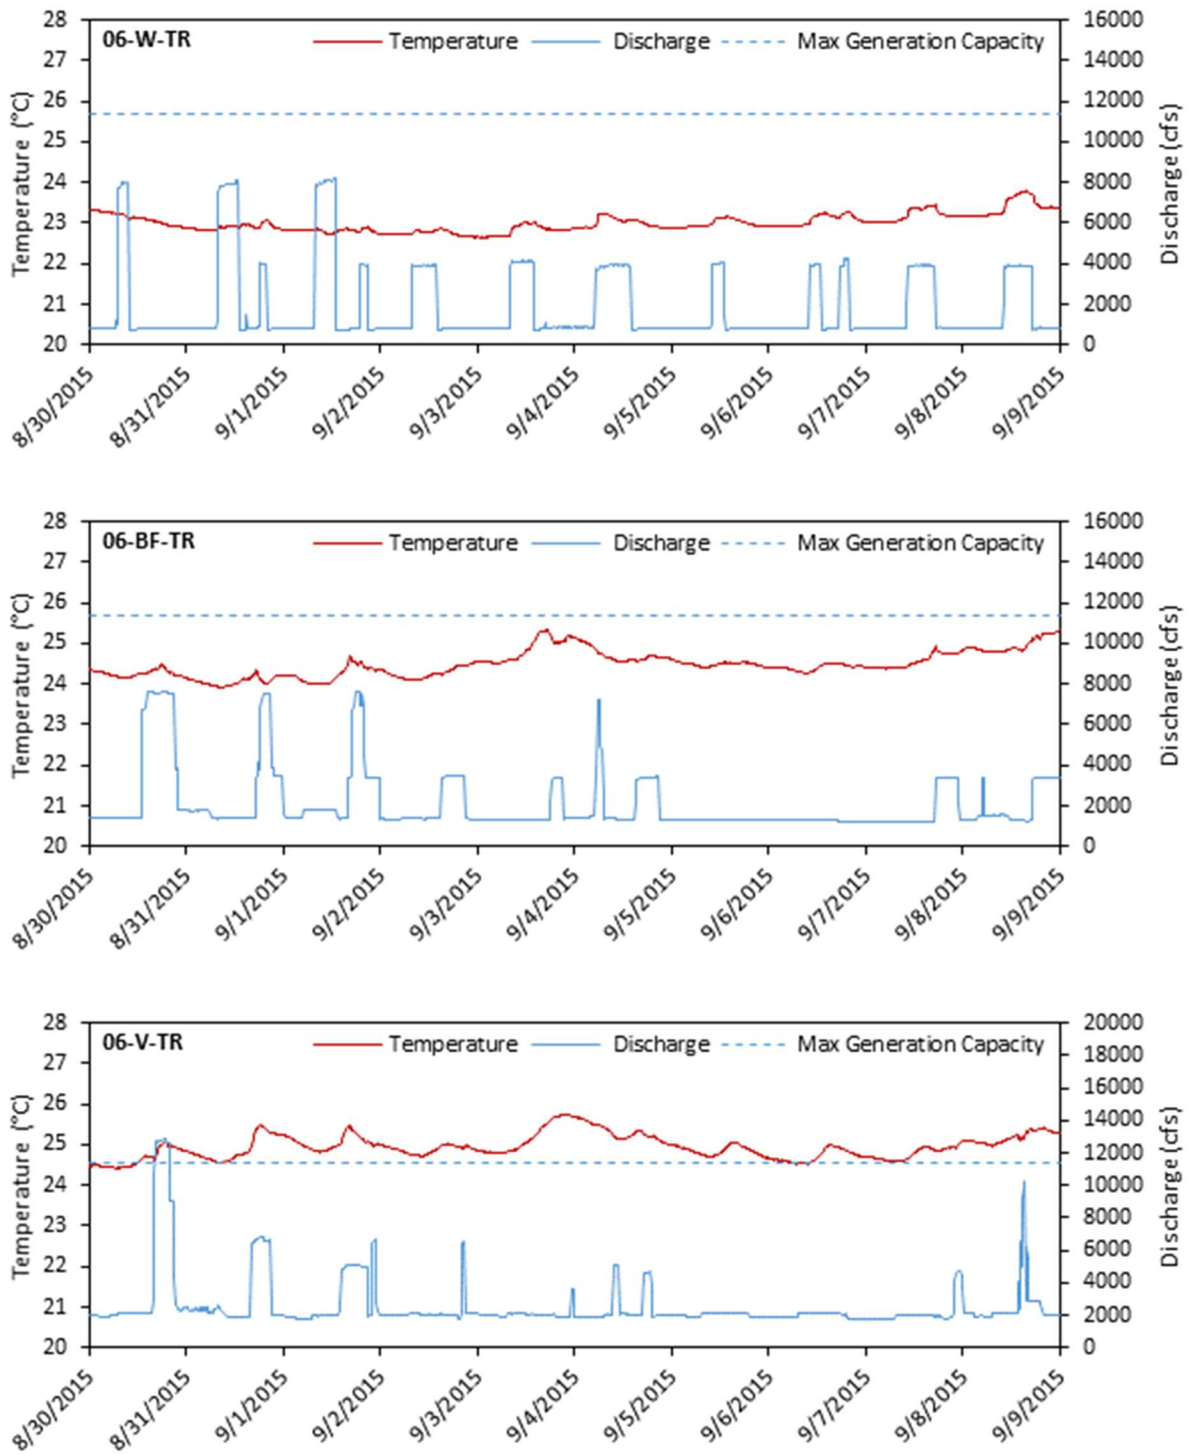 06-W-TR Temperature Discharge Max Generation Capacity
28 27 26 25 24 23 22 21 20
Temperature (°C)
16000 14000 12000 10000 8000 6000 4000 2000 0
Discharge (cfs)
8/30/2015 8/31/2015 9/1/2015 9/2/2015 9/3/2015 9/4/2015 9/5/2015 9/6/2015 9/7/2015 9/8/2015 9/9/2015
06-BF-TR Temperature Discharge Max Generation Capacity
28 27 26 25 24 23 22 21 20
Temperature (°C)
16000 14000 12000 10000 8000 6000 4000 2000 0
Discharge (cfs)
8/30/2015 8/31/2015 9/1/2015 9/2/2015 9/3/2015 9/4/2015 9/5/2015 9/6/2015 9/7/2015 9/8/2015 9/9/2015
06-V-TR Temperature Discharge Max Generation Capacity
28 27 26 25 24 23 22 21 20
Temperature (°C)
20000 18000 16000 14000 12000 10000 8000 6000 4000 2000 0
Discharge (cfs)
8/30/2015 8/31/2015 9/1/2015 9/2/2015 9/3/2015 9/4/2015 9/5/2015 9/6/2015 9/7/2015 9/8/2015 9/9/2015